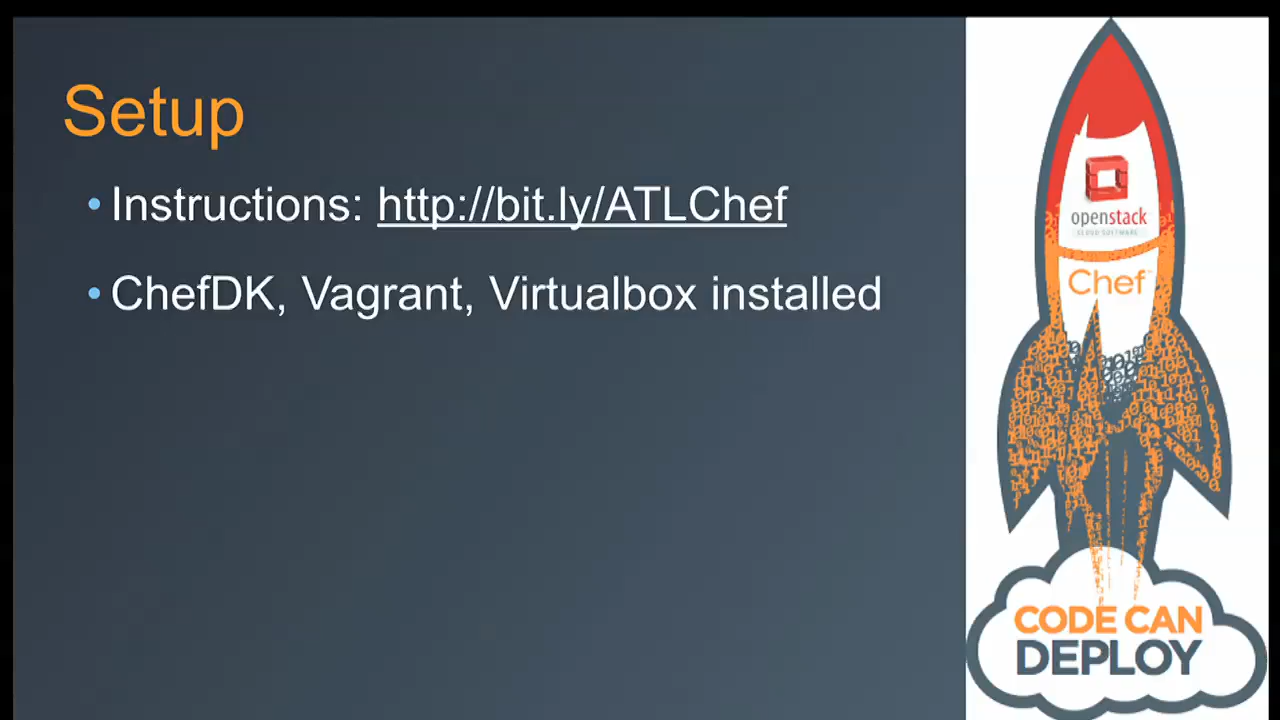 Setup
• Instructions: http://bit.ly/ATLChef
• ChefDK, Vagrant, Virtualbox installed
openstack
CLOUD SOFTWARE
Chef
CODE CAN
DEPLOY